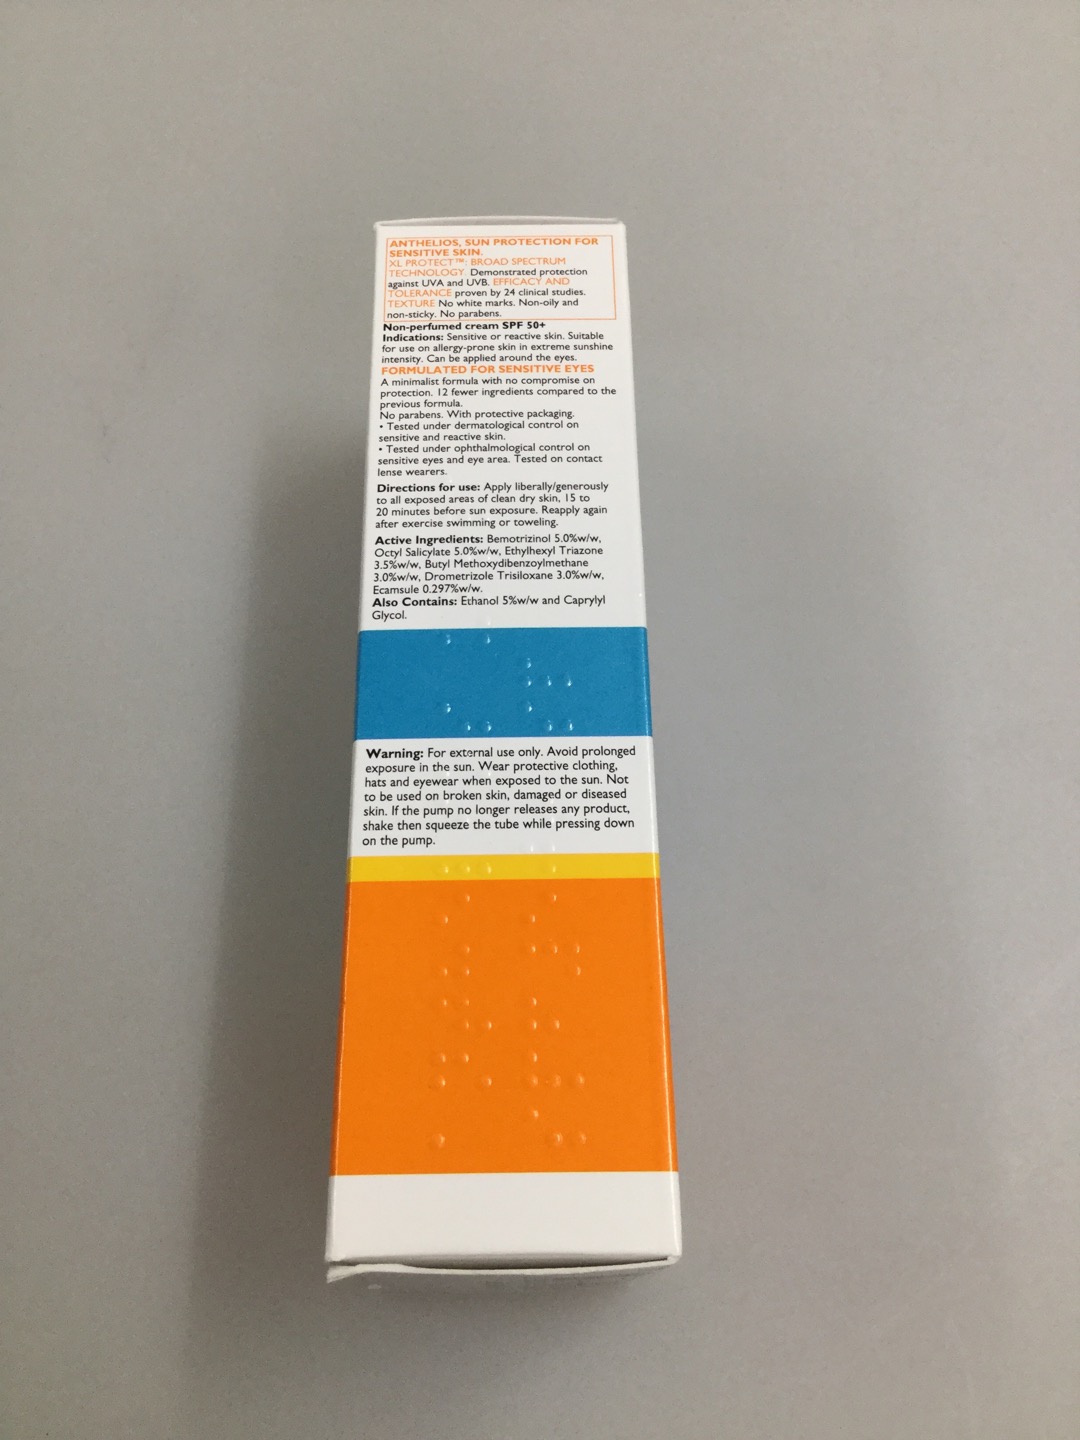 ANTHELIOS, SUN PROTECTION FOR
SENSITIVE SKIN.
XL PROTECT™: BROAD SPECTRUM
TECHNOLOGY. Demonstrated protection
against UVA and UVB. EFFICACY AND
TOLERANCE proven by 24 clinical studies.
TEXTURE No white marks. Non-oily and
non-sticky. No parabens.
Non-perfumed cream SPF 50+
Indications: Sensitive or reactive skin. Suitable
for use on allergy-prone skin in extreme sunshine
intensity. Can be applied around the eyes.
FORMULATED FOR SENSITIVE EYES
A minimalist formula with no compromise on
protection. 12 fewer ingredients compared to the
previous formula.
No parabens. With protective packaging.
• Tested under dermatological control on
sensitive and reactive skin.
• Tested under ophthalmological control on
sensitive eyes and eye area. Tested on contact
lense wearers.
Directions for use: Apply liberally/generously
to all exposed areas of clean dry skin, 15 to
20 minutes before sun exposure. Reapply again
after exercise swimming or toweling.
Active Ingredients: Bemotrizinol 5.0%w/w,
Octyl Salicylate 5.0%w/w, Ethylhexyl Triazone
3.5%w/w, Butyl Methoxydibenzoylmethane
3.0%w/w, Drometrizole Trisiloxane 3.0%w/w,
Ecamsule 0.297%w/w.
Also Contains: Ethanol 5%w/w and Caprylyl
Glycol.
Warning: For external use only. Avoid prolonged
exposure in the sun. Wear protective clothing,
hats and eyewear when exposed to the sun. Not
to be used on broken skin, damaged or diseased
skin. If the pump no longer releases any product,
shake then squeeze the tube while pressing down
on the pump.